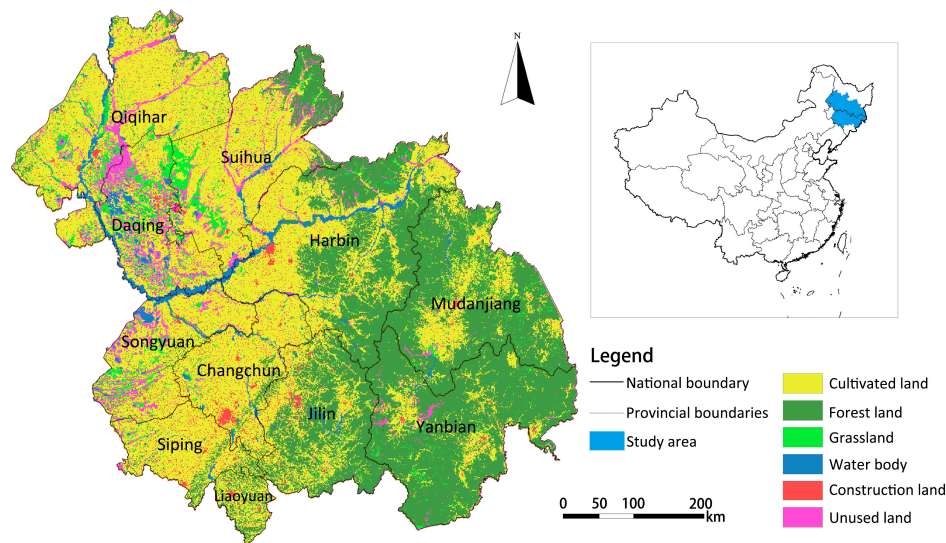 N
Qiqihar
Suihua
Daqing
Harbin
Mudanjiang
Songyuan
Changchun
Jilin
Yanbian
Siping
Liaoyuan
Legend
National boundary
Provincial boundaries
Study area
Cultivated land
Forest land
Grassland
Water body
Construction land
Unused land
0 50 100 200
km